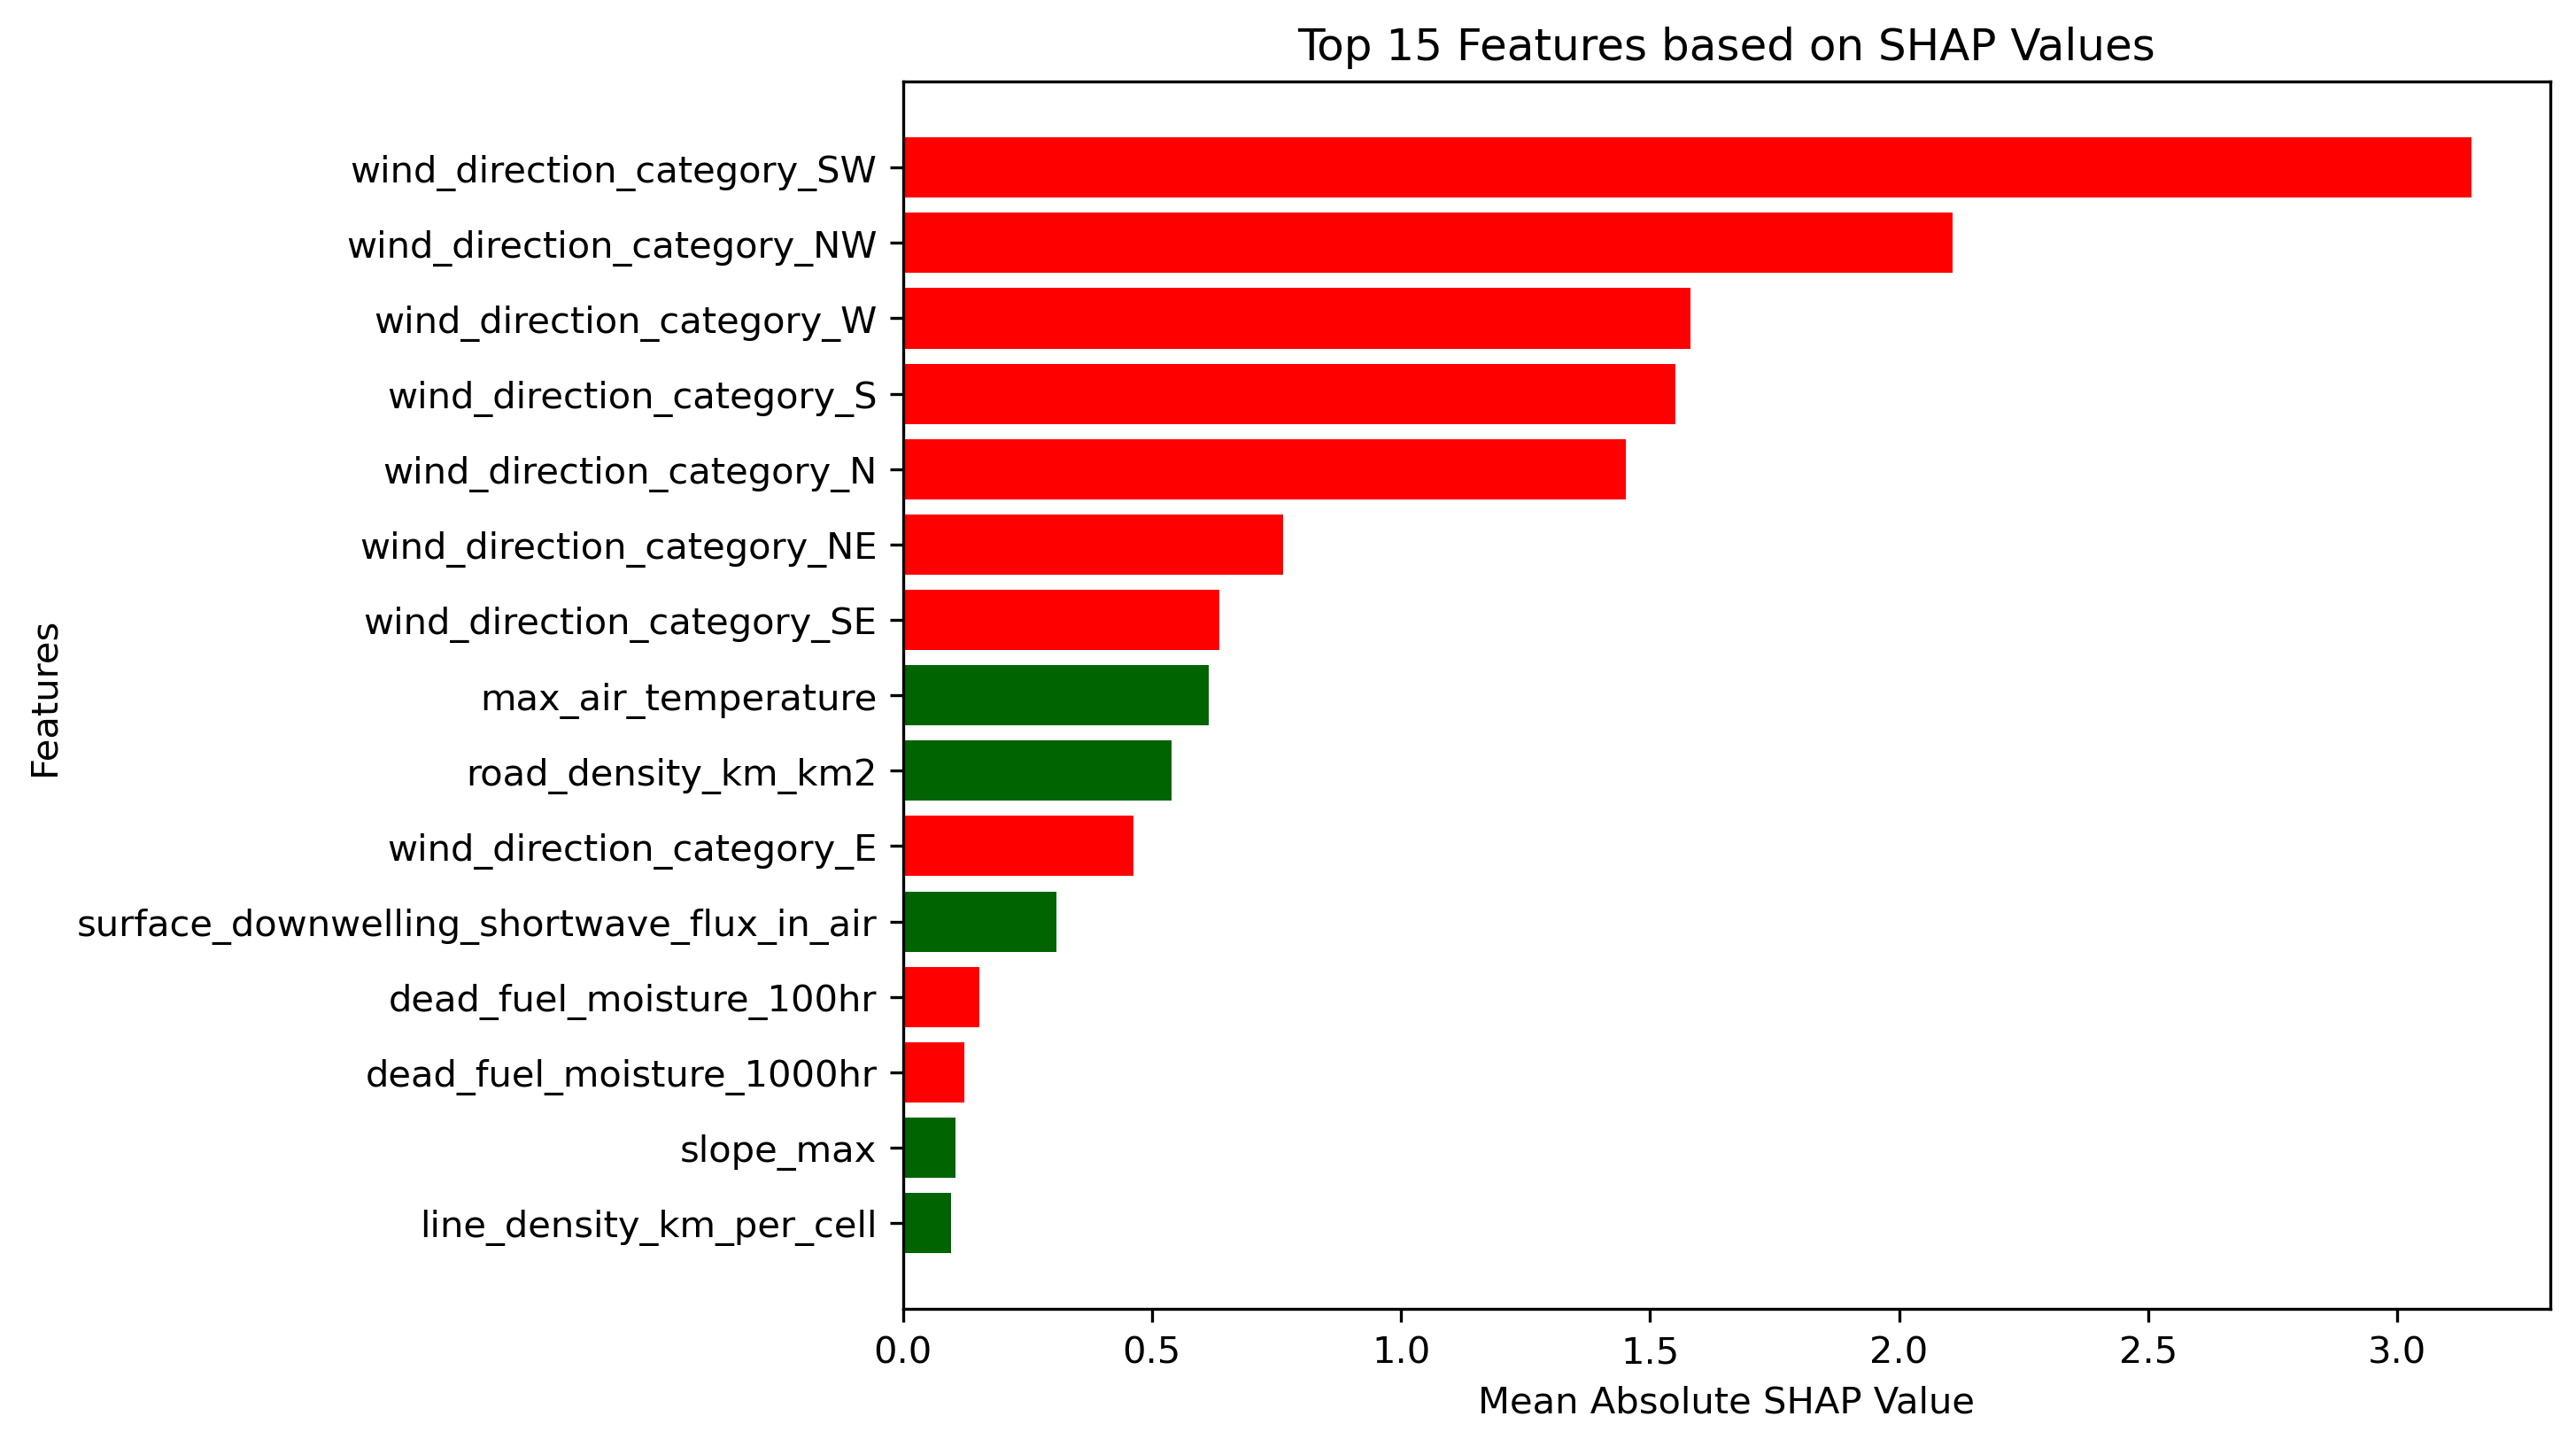 Top 15 Features based on SHAP Values
Features
wind_direction_category_SW
wind_direction_category_NW
wind_direction_category_W
wind_direction_category_S
wind_direction_category_N
wind_direction_category_NE
wind_direction_category_SE
max_air_temperature
road_density_km_km2
wind_direction_category_E
surface_downwelling_shortwave_flux_in_air
dead_fuel_moisture_100hr
dead_fuel_moisture_1000hr
slope_max
line_density_km_per_cell
0.0 0.5 1.0 1.5 2.0 2.5 3.0
Mean Absolute SHAP Value